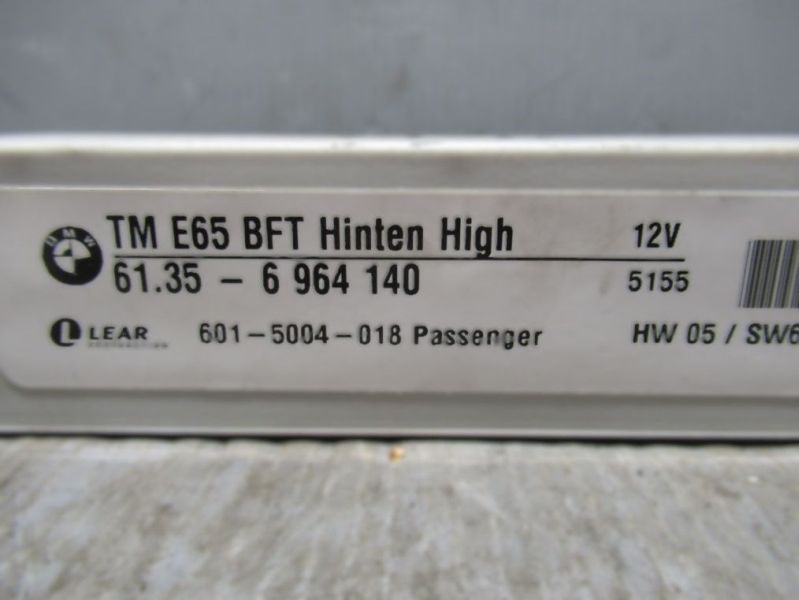 BMW TM E65 BFT Hinten High 12V
61.35 - 6 964 140 5155
LEAR 601-5004-018 Passenger HW 05 / SW6